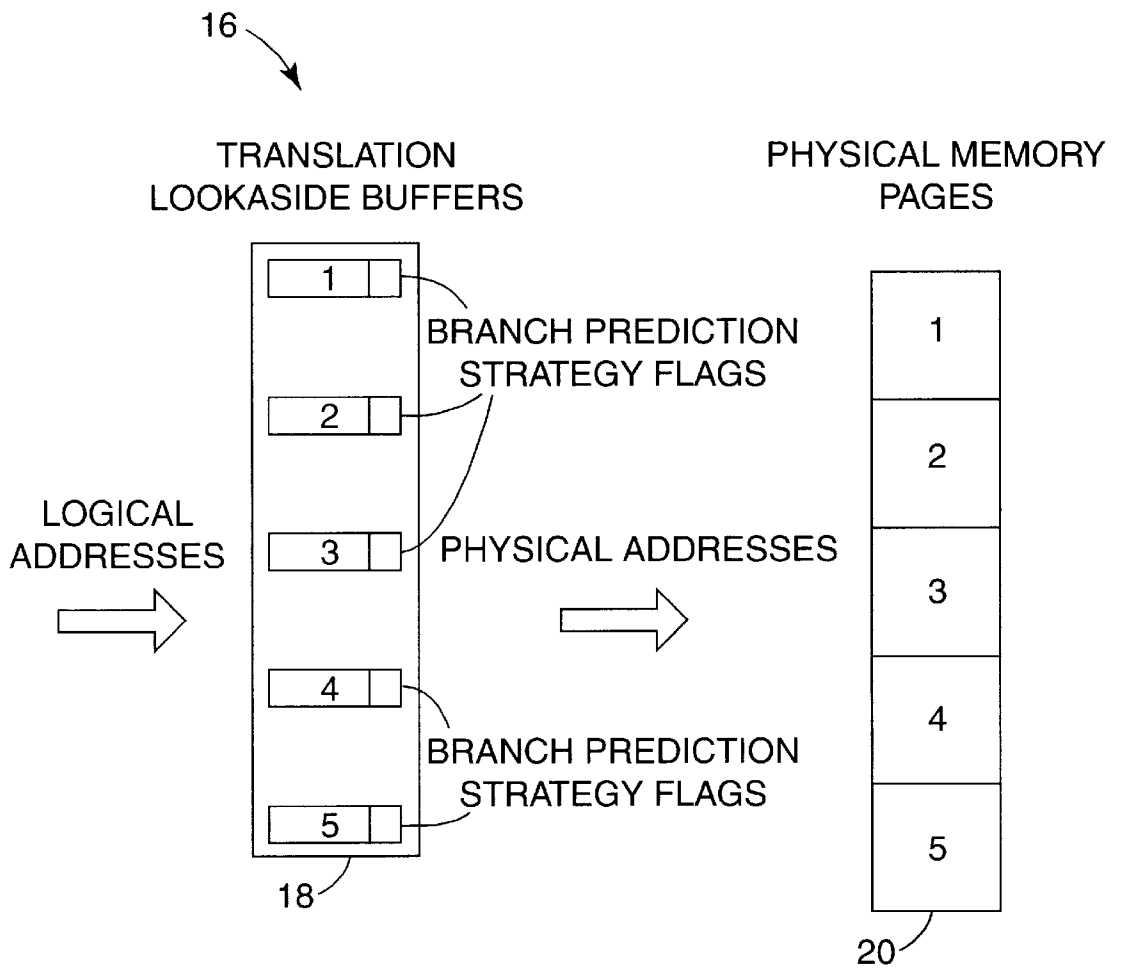 16
TRANSLATION
LOOKASIDE BUFFERS
PHYSICAL MEMORY
PAGES
1
BRANCH PREDICTION
STRATEGY FLAGS
2
3
4
BRANCH PREDICTION
STRATEGY FLAGS
5
18
LOGICAL
ADDRESSES
PHYSICAL ADDRESSES
1
2
3
4
5
20